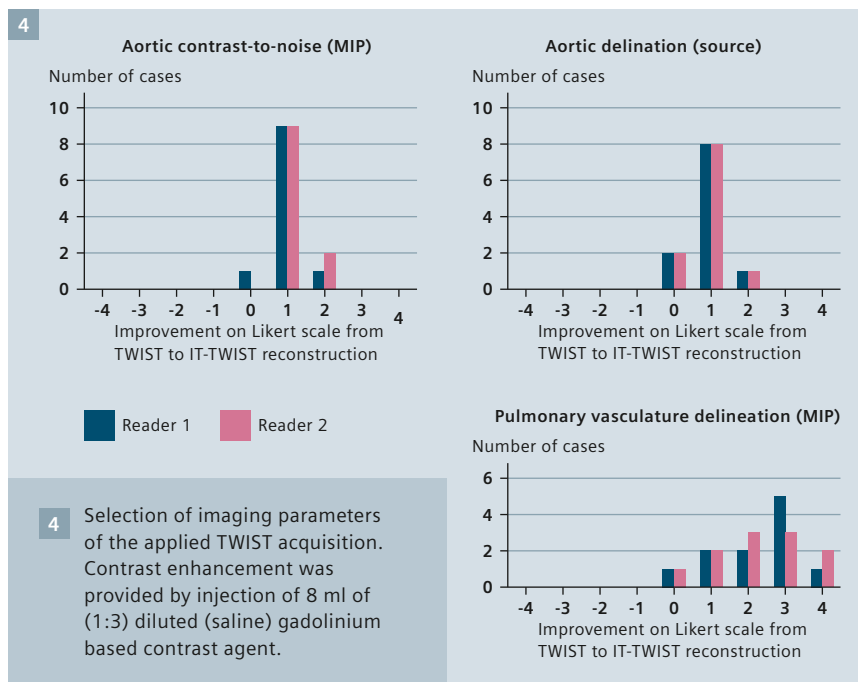 4
Aortic contrast-to-noise (MIP)
Number of cases
10
8
6
4
2
0
-4 -3 -2 -1 0 1 2 3 4
Improvement on Likert scale from
TWIST to IT-TWIST reconstruction
Aortic delination (source)
Number of cases
10
8
6
4
2
0
-4 -3 -2 -1 0 1 2 3 4
Improvement on Likert scale from
TWIST to IT-TWIST reconstruction
Reader 1 Reader 2
Pulmonary vasculature delineation (MIP)
Number of cases
6
4
2
0
-4 -3 -2 -1 0 1 2 3 4
Improvement on Likert scale from
TWIST to IT-TWIST reconstruction
4 Selection of imaging parameters
of the applied TWIST acquisition.
Contrast enhancement was
provided by injection of 8 ml of
(1:3) diluted (saline) gadolinium
based contrast agent.